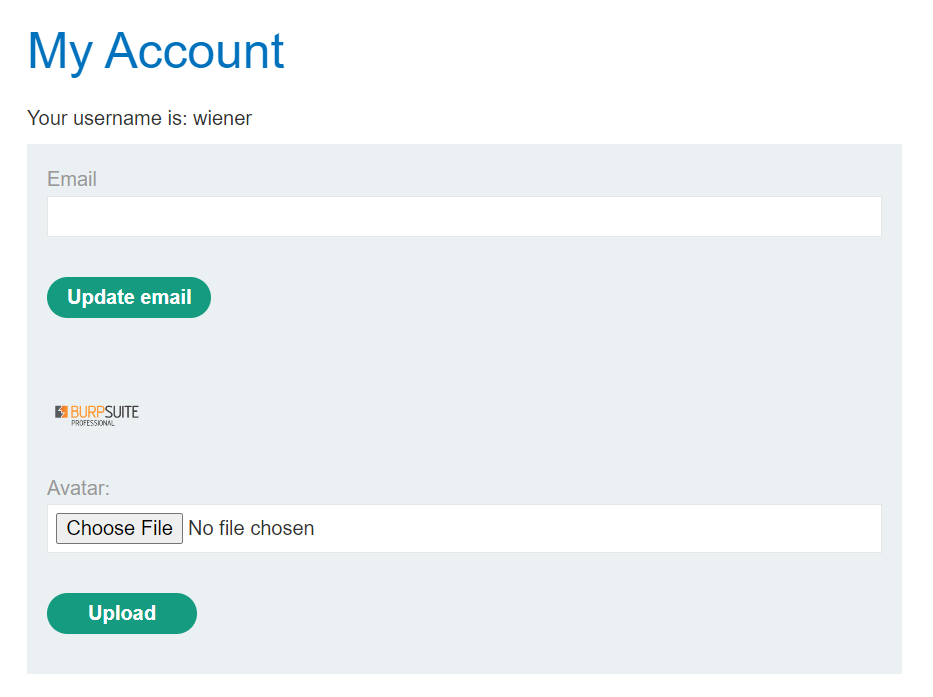 My Account
Your username is: wiener
Email
Update email
BURPSUITE
PROFESSIONAL
Avatar:
Choose File No file chosen
Upload